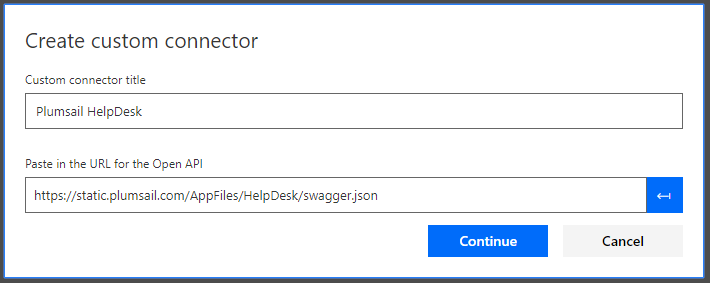 Create custom connector
Custom connector title
Plumsail HelpDesk
Paste in the URL for the Open API
https://static.plumsail.com/AppFiles/HelpDesk/swagger.json
Continue
Cancel